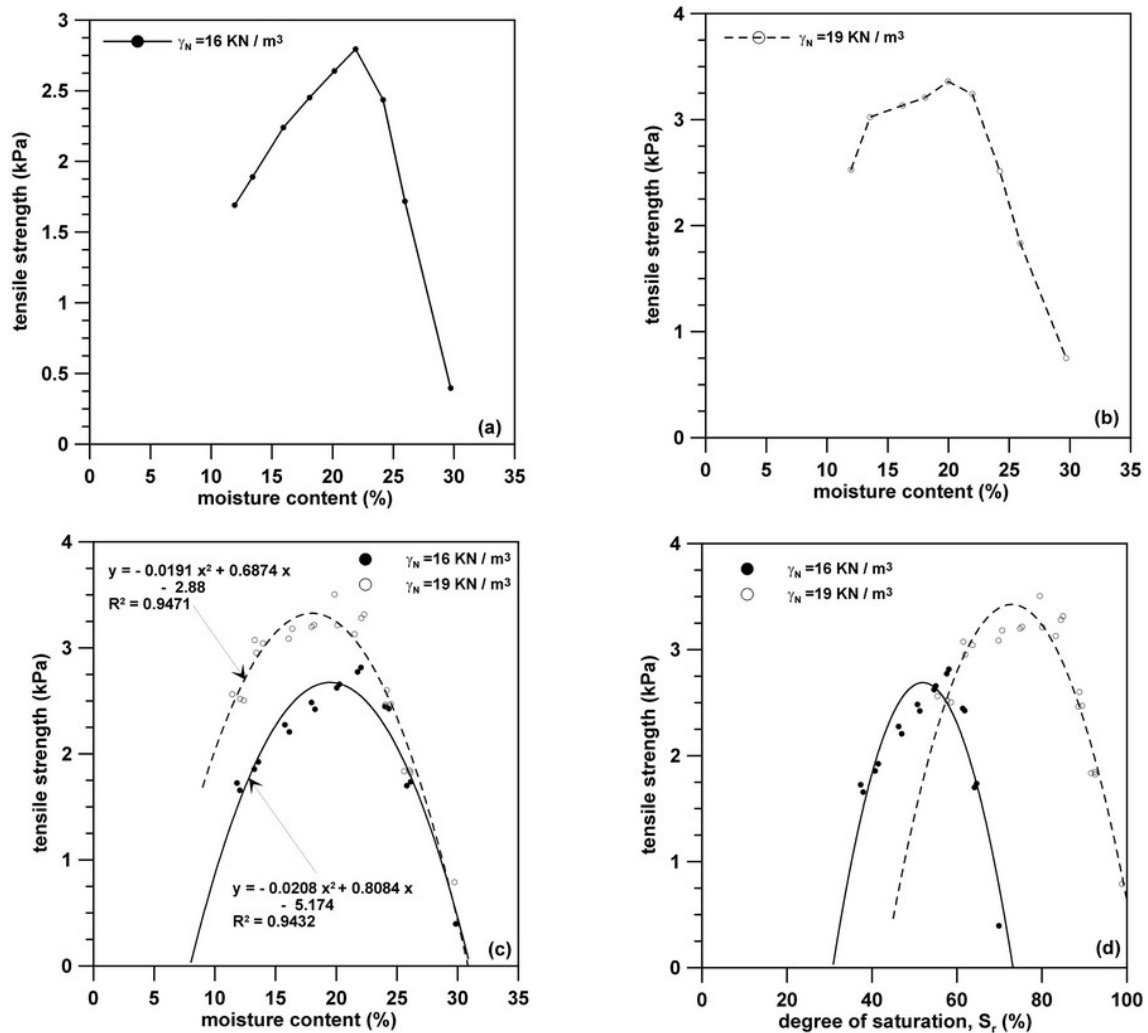 γN =16 KN / m³
3
2.5
2
1.5
1
0.5
0
tensile strength (kPa)
(a)
0 5 10 15 20 25 30 35
moisture content (%)
γN =19 KN / m³
4
3
2
1
0
tensile strength (kPa)
(b)
0 5 10 15 20 25 30 35
moisture content (%)
γN =16 KN / m³
γN =19 KN / m³
y = - 0.0191 x² + 0.6874 x
- 2.88
R² = 0.9471
y = - 0.0208 x² + 0.8084 x
- 5.174
R² = 0.9432
4
3
2
1
0
tensile strength (kPa)
(c)
0 5 10 15 20 25 30 35
moisture content (%)
γN =16 KN / m³
γN =19 KN / m³
4
3
2
1
0
tensile strength (kPa)
(d)
0 20 40 60 80 100
degree of saturation, Sr (%)